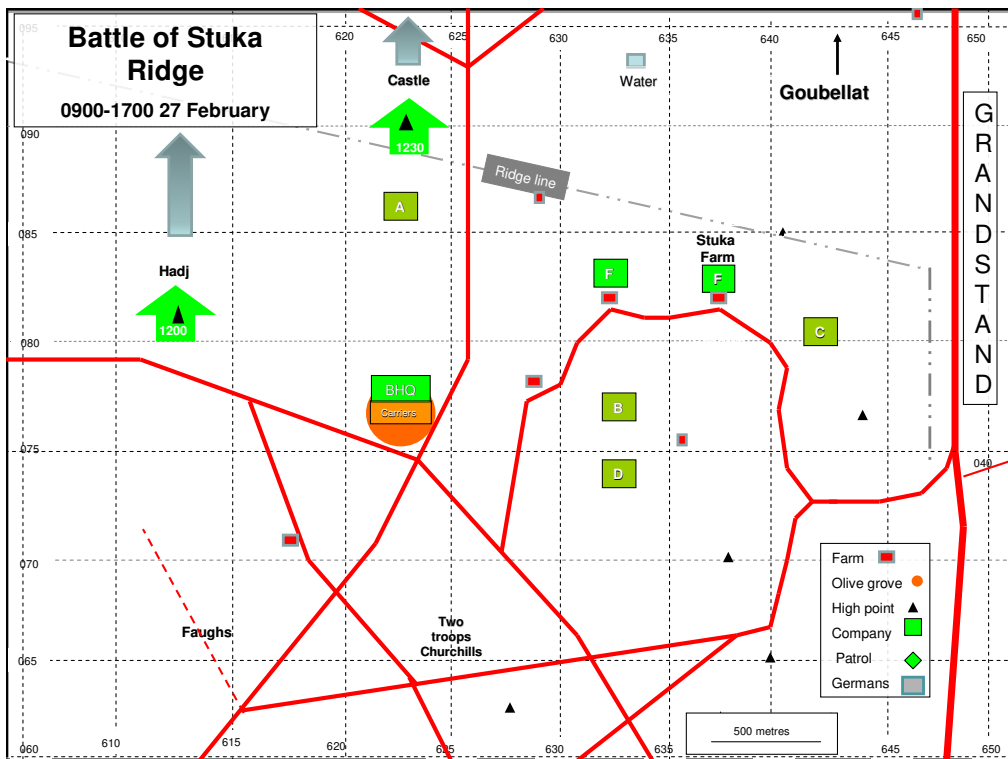 Battle of Stuka
Ridge
0900-1700 27 February
095
620
625
630
635
640
645
650
Castle
Water
Goubellat
GRANDSTAND
090
1230
Ridge line
A
085
Stuka
Farm
Hadj
F
F
1200
C
080
BHQ
Carriers
B
075
D
040
070
Farm
Olive grove
High point
Company
Patrol
Germans
Faughs
Two
troops
Churchills
065
500 metres
060
610
615
620
625
630
635
645
650